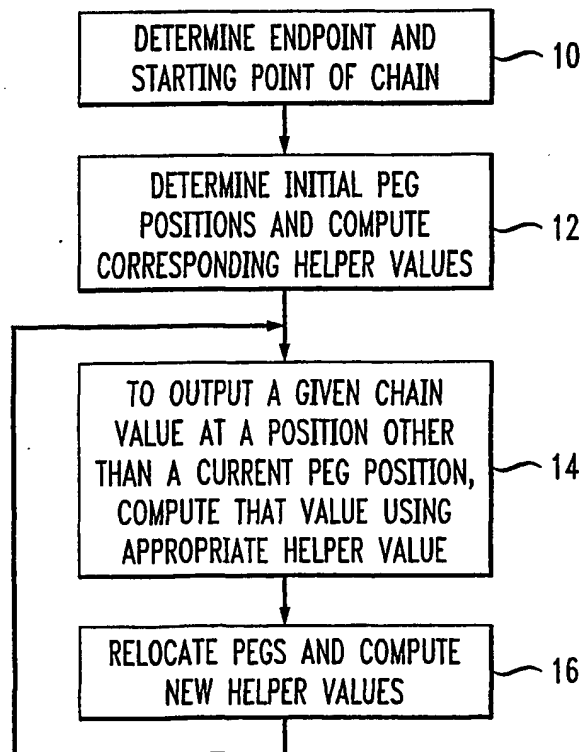 DETERMINE ENDPOINT AND
STARTING POINT OF CHAIN
10
DETERMINE INITIAL PEG
POSITIONS AND COMPUTE
CORRESPONDING HELPER VALUES
12
TO OUTPUT A GIVEN CHAIN
VALUE AT A POSITION OTHER
THAN A CURRENT PEG POSITION,
COMPUTE THAT VALUE USING
APPROPRIATE HELPER VALUE
14
RELOCATE PEGS AND COMPUTE
NEW HELPER VALUES
16